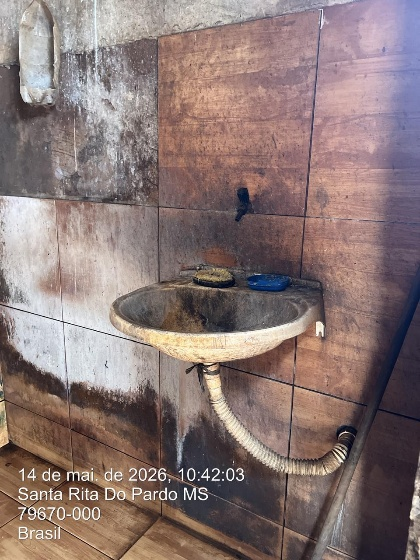 14 de mai. de 2026, 10:42:03
Santa Rita Do Pardo MS
79670-000
Brasil